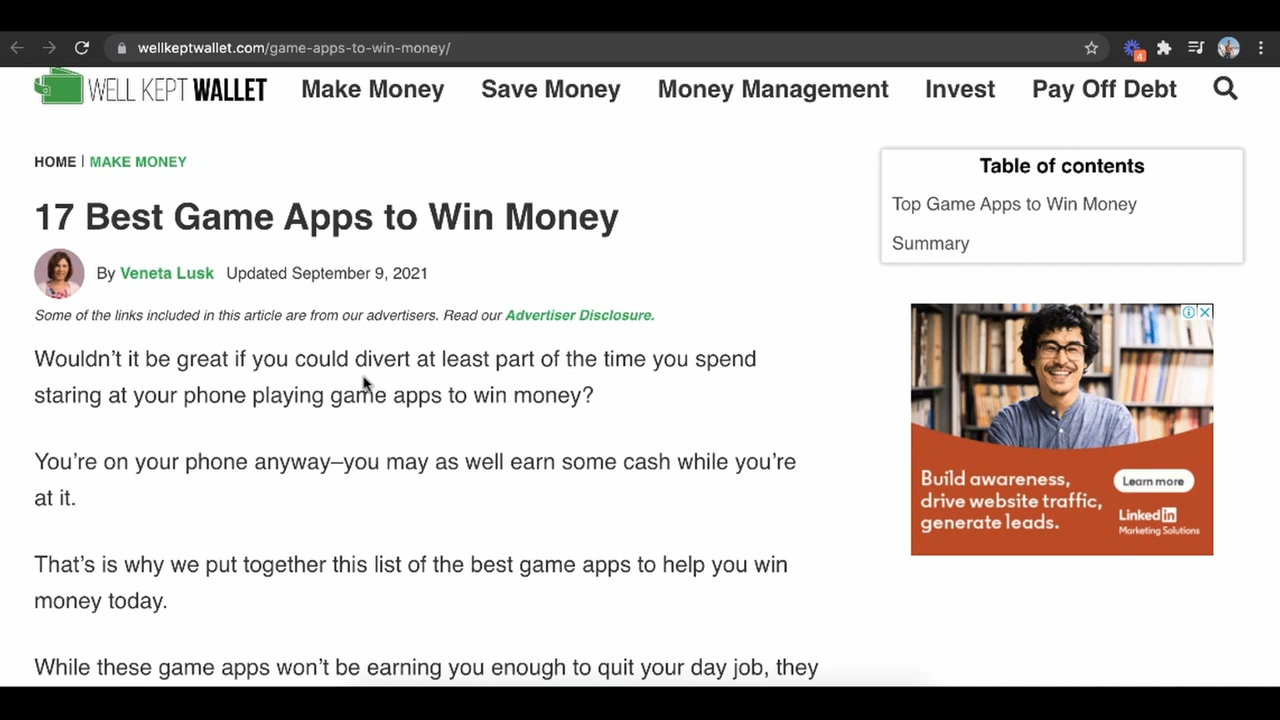 wellkeptwallet.com/game-apps-to-win-money/
4
WELL KEPT WALLET
Make Money
Save Money
Money Management
Invest
Pay Off Debt
HOME | MAKE MONEY
17 Best Game Apps to Win Money
By Veneta Lusk Updated September 9, 2021
Some of the links included in this article are from our advertisers. Read our Advertiser Disclosure.
Wouldn't it be great if you could divert at least part of the time you spend
staring at your phone playing game apps to win money?
You're on your phone anyway–you may as well earn some cash while you're
at it.
That's is why we put together this list of the best game apps to help you win
money today.
While these game apps won't be earning you enough to quit your day job, they
Table of contents
Top Game Apps to Win Money
Summary
Build awareness,
drive website traffic,
generate leads.
Learn more
Linked in
Marketing Solutions